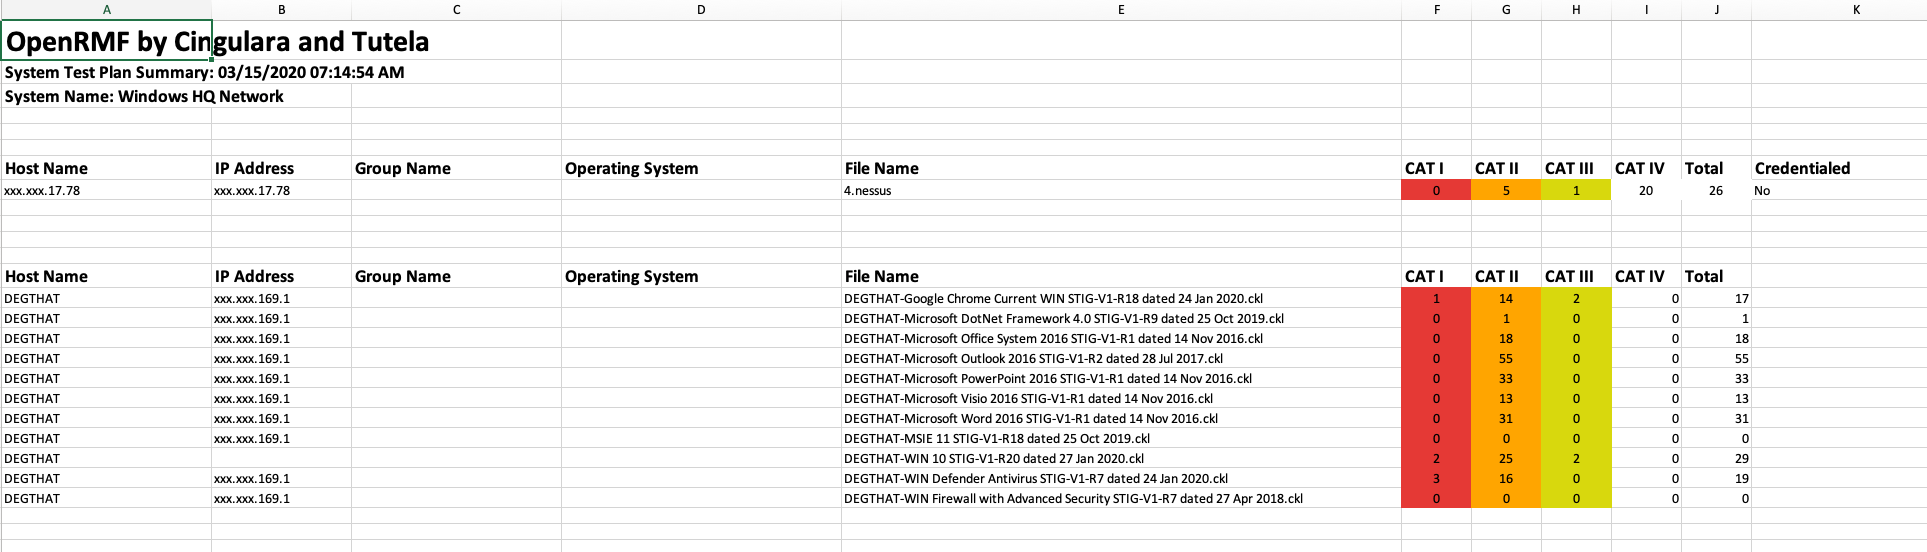 A B C D E F G H I J K
OpenRMF by Cingulara and Tutela
System Test Plan Summary: 03/15/2020 07:14:54 AM
System Name: Windows HQ Network
Host Name IP Address Group Name Operating System File Name CAT I CAT II CAT III CAT IV Total Credentialed
xxx.xxx.17.78 xxx.xxx.17.78 4.nessus 0 5 1 20 26 No
Host Name IP Address Group Name Operating System File Name CAT I CAT II CAT III CAT IV Total
DEGTHAT xxx.xxx.169.1 DEGTHAT-Google Chrome Current WIN STIG-V1-R18 dated 24 Jan 2020.ckl 1 14 2 0 17
DEGTHAT xxx.xxx.169.1 DEGTHAT-Microsoft DotNet Framework 4.0 STIG-V1-R9 dated 25 Oct 2019.ckl 0 1 0 0 1
DEGTHAT xxx.xxx.169.1 DEGTHAT-Microsoft Office System 2016 STIG-V1-R1 dated 14 Nov 2016.ckl 0 18 0 0 18
DEGTHAT xxx.xxx.169.1 DEGTHAT-Microsoft Outlook 2016 STIG-V1-R2 dated 28 Jul 2017.ckl 0 55 0 0 55
DEGTHAT xxx.xxx.169.1 DEGTHAT-Microsoft PowerPoint 2016 STIG-V1-R1 dated 14 Nov 2016.ckl 0 33 0 0 33
DEGTHAT xxx.xxx.169.1 DEGTHAT-Microsoft Visio 2016 STIG-V1-R1 dated 14 Nov 2016.ckl 0 13 0 0 13
DEGTHAT xxx.xxx.169.1 DEGTHAT-Microsoft Word 2016 STIG-V1-R1 dated 14 Nov 2016.ckl 0 31 0 0 31
DEGTHAT xxx.xxx.169.1 DEGTHAT-MSIE 11 STIG-V1-R18 dated 25 Oct 2019.ckl 0 0 0 0 0
DEGTHAT DEGTHAT-WIN 10 STIG-V1-R20 dated 27 Jan 2020.ckl 2 25 2 0 29
DEGTHAT xxx.xxx.169.1 DEGTHAT-WIN Defender Antivirus STIG-V1-R7 dated 24 Jan 2020.ckl 3 16 0 0 19
DEGTHAT xxx.xxx.169.1 DEGTHAT-WIN Firewall with Advanced Security STIG-V1-R7 dated 27 Apr 2018.ckl 0 0 0 0 0